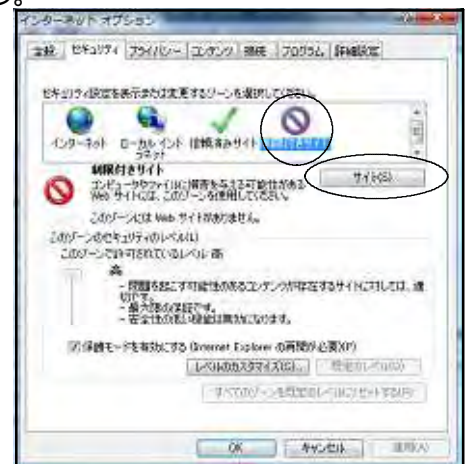 る。
インターネット オプション
全般 セキュリティ プライバシー コンテンツ 接続 プログラム 詳細設定
セキュリティ設定を表示または変更するゾーンを選択してください。
インターネット ローカル イントラネット 信頼済みサイト 制限付きサイト
制限付きサイト
コンピュータやファイルに損害を与える可能性がある
Web サイトには、このゾーンを使用してください。
サイト(S)
このゾーンには Web サイトがありません。
このゾーンのセキュリティのレベル(L)
このゾーンで許可されているレベル: 高
高
- 問題を起こす可能性のあるコンテンツが存在するサイトに対しては、適
切です。
- 最大限の保護です。
- 安全性の低い機能は無効になります。
保護モードを有効にする (Internet Explorer の再開が必要)(P)
レベルのカスタマイズ(C)... 既定のレベル(D)
すべてのゾーンを既定のレベルにリセットする(R)
OK キャンセル 適用(A)